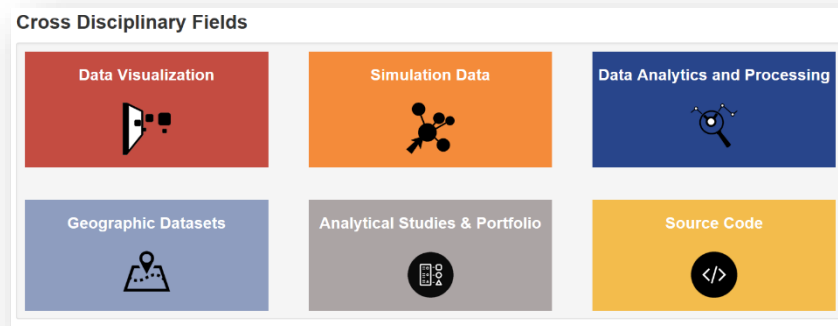 Cross Disciplinary Fields
Data Visualization
Simulation Data
Data Analytics and Processing
Geographic Datasets
Analytical Studies & Portfolio
Source Code
</>